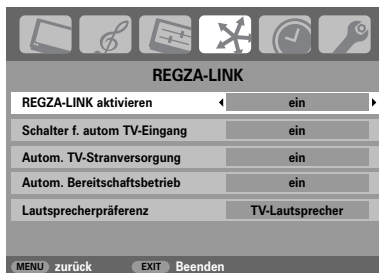 REGZA-LINK
REGZA-LINK aktivieren ein
Schalter f. autom TV-Eingang ein
Autom. TV-Stranversorgung ein
Autom. Bereitschaftsbetrieb ein
Lautsprecherpräferenz TV-Lautsprecher
MENU zurück EXIT Beenden